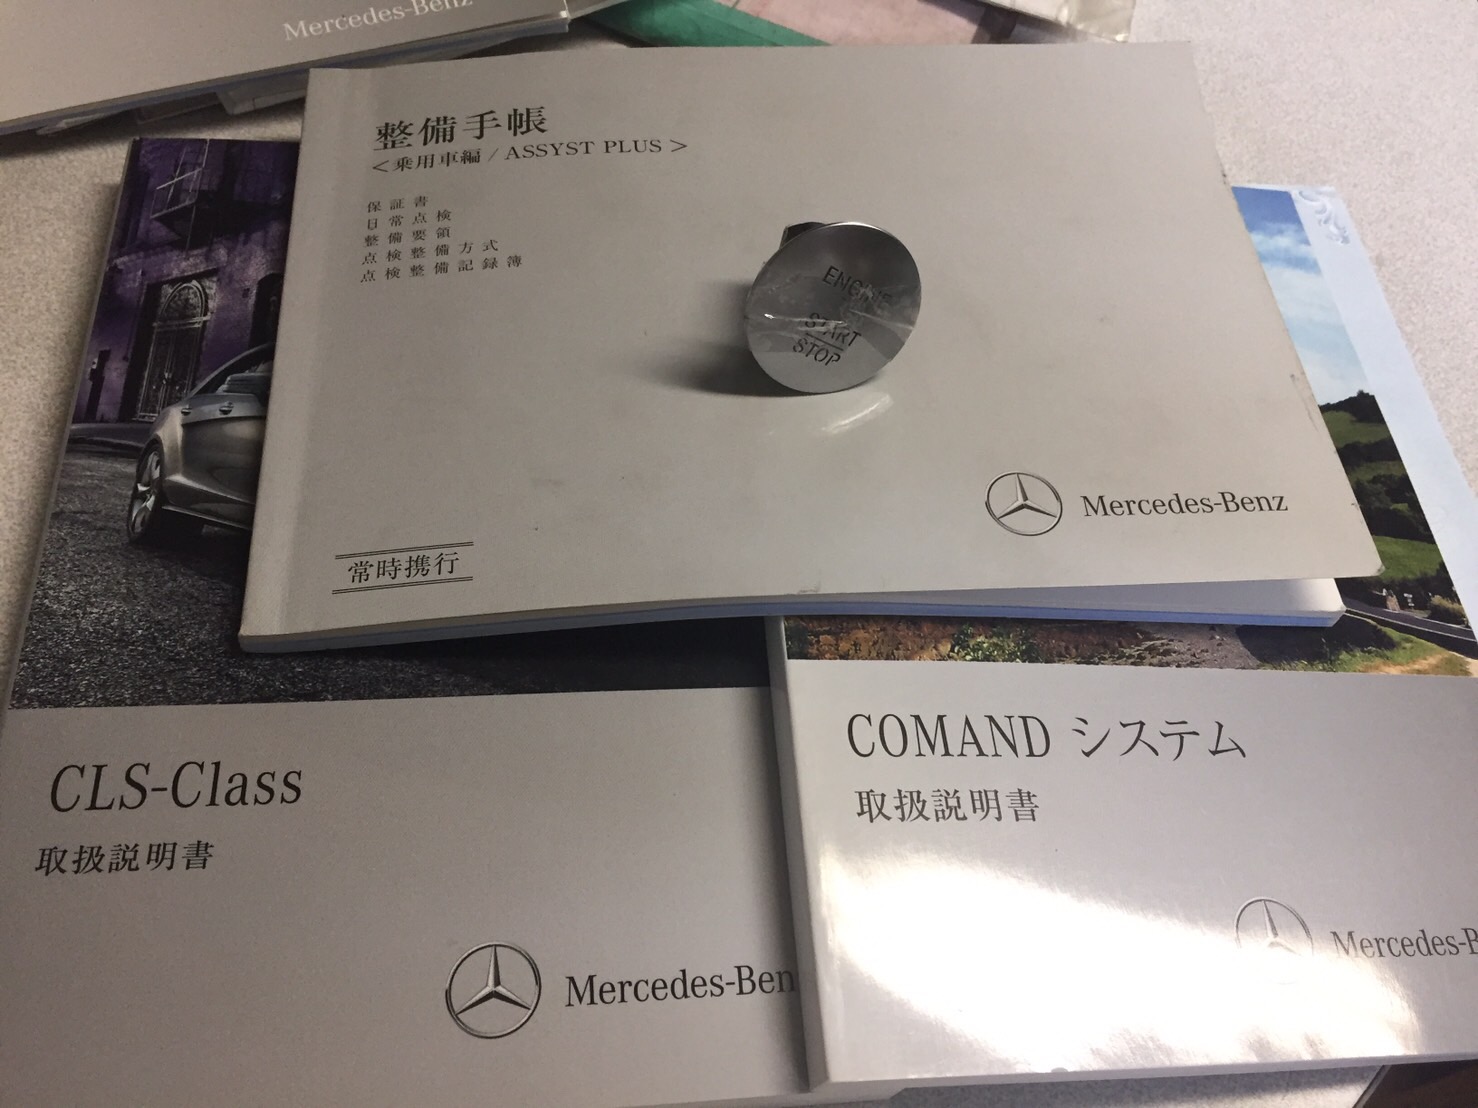 Mercedes-Benz
整備手帳
＜乗用車編 / ASSYST PLUS＞
保証書
日常点検
整備要領
点検整備方式
点検整備記録簿
ENGINE
START
STOP
Mercedes-Benz
常時携行
CLS-Class
取扱説明書
Mercedes-Ben
COMAND システム
取扱説明書
Mercedes-B